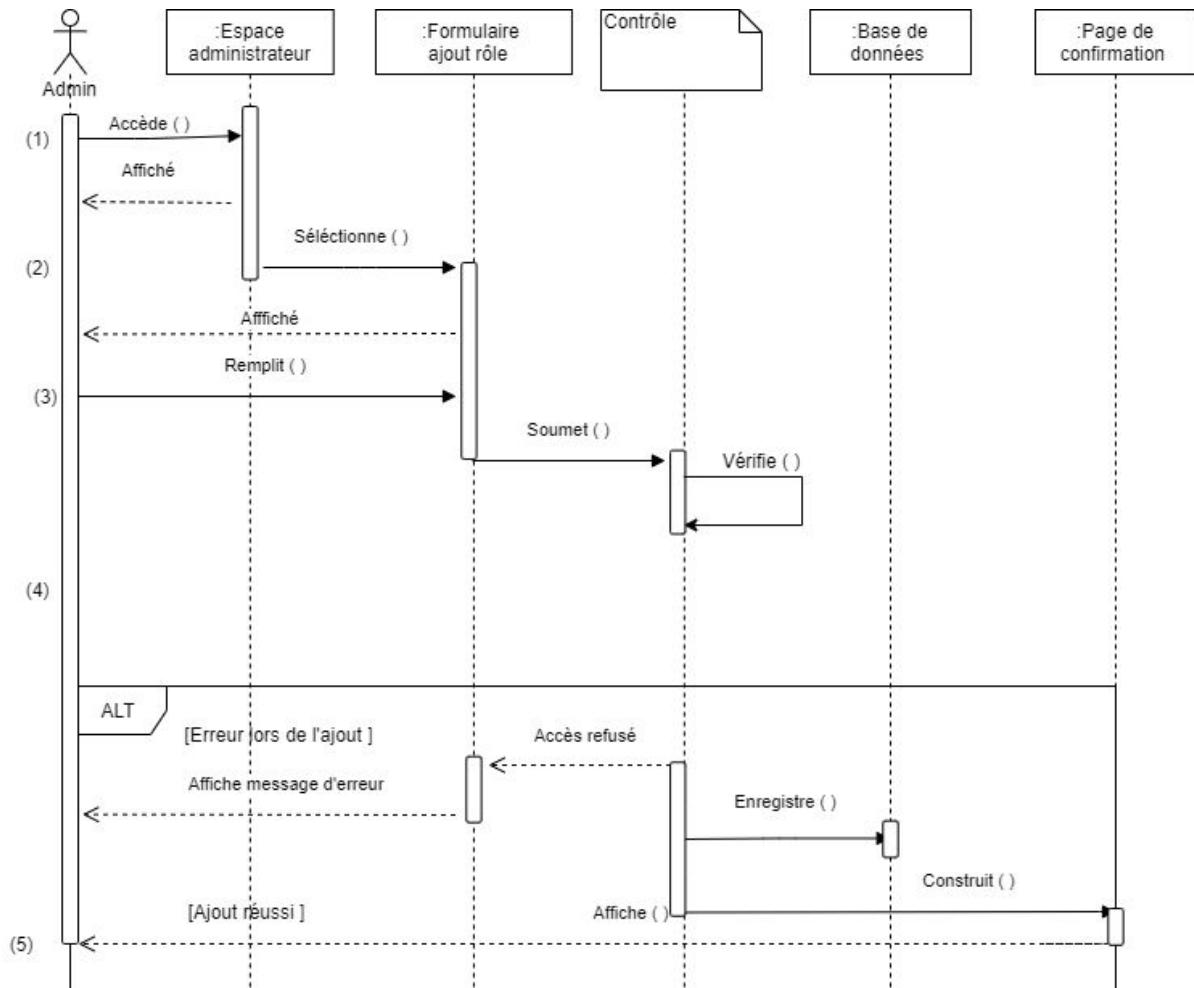 :Espace
administrateur
:Formulaire
ajout rôle
Contrôle
:Base de
données
:Page de
confirmation
Admin
(1)
Accède ( )
Affiché
Séléctionne ( )
(2)
Afffiché
Remplit ( )
(3)
Soumet ( )
Vérifie ( )
(4)
ALT
[Erreur lors de l'ajout ]
Accès refusé
Affiche message d'erreur
Enregistre ( )
Construit ( )
[Ajout réussi ]
Affiche ( )
(5)